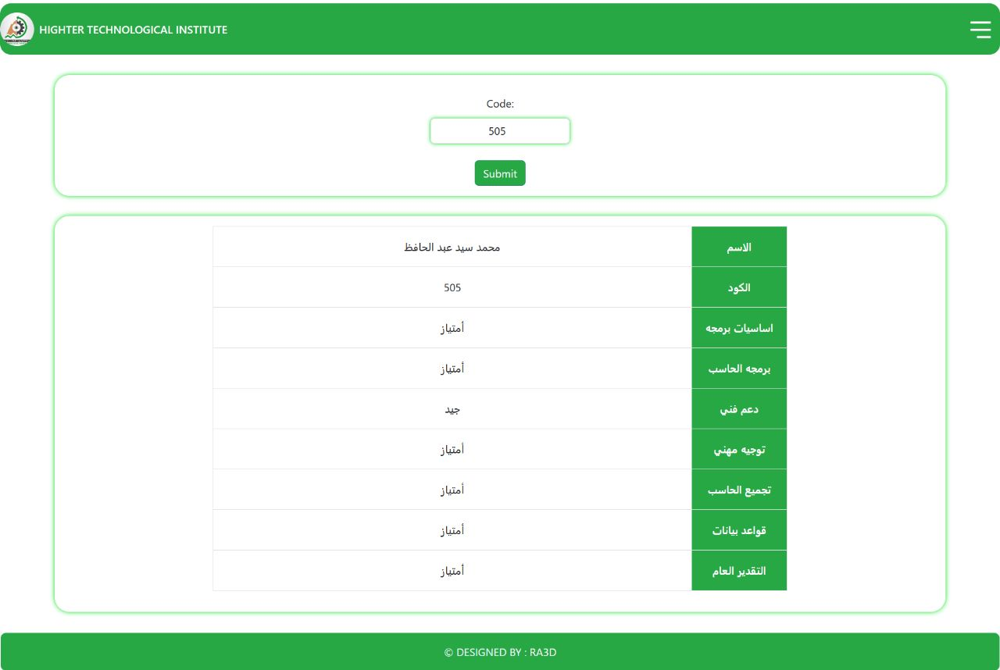 HIGHTER TECHNOLOGICAL INSTITUTE
Code:
505
Submit
الاسم محمد سيد عبد الحافظ
الكود 505
اساسيات برمجه أمتياز
برمجه الحاسب أمتياز
دعم فني جيد
توجيه مهني أمتياز
تجميع الحاسب أمتياز
قواعد بيانات أمتياز
التقدير العام أمتياز
© DESIGNED BY : RA3D